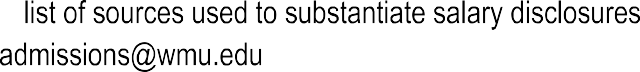 list of sources used to substantiate salary disclosures
admissions@wmu.edu